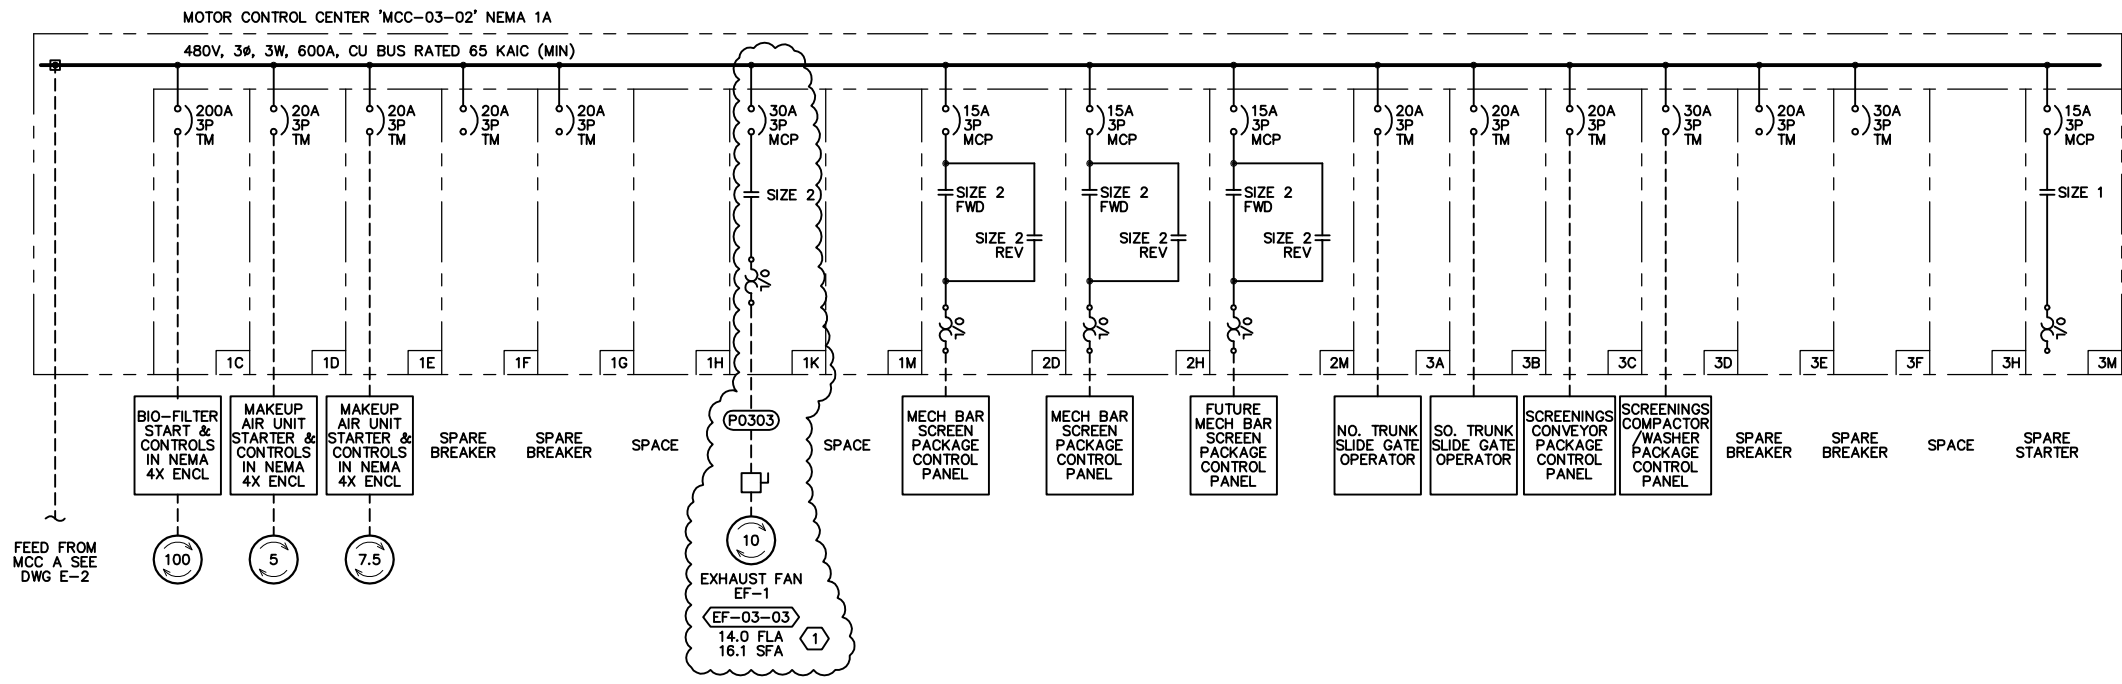 MOTOR CONTROL CENTER 'MCC-03-02' NEMA 1A
480V, 3ø, 3W, 600A, CU BUS RATED 65 KAIC (MIN)
FEED FROM
MCC A SEE
DWG E-2
200A
3P
TM
1C
BIO-FILTER
START &
CONTROLS
IN NEMA
4X ENCL
100
20A
3P
TM
1D
MAKEUP
AIR UNIT
STARTER &
CONTROLS
IN NEMA
4X ENCL
5
20A
3P
TM
1E
MAKEUP
AIR UNIT
STARTER &
CONTROLS
IN NEMA
4X ENCL
7.5
20A
3P
TM
1F
SPARE
BREAKER
20A
3P
TM
1G
SPARE
BREAKER
1H
SPACE
30A
3P
MCP
SIZE 2
O/L
1K
P0303
10
EXHAUST FAN
EF-1
EF-03-03
14.0 FLA
16.1 SFA
1
1M
SPACE
15A
3P
MCP
SIZE 2
FWD
SIZE 2
REV
O/L
2D
MECH BAR
SCREEN
PACKAGE
CONTROL
PANEL
15A
3P
MCP
SIZE 2
FWD
SIZE 2
REV
O/L
2H
MECH BAR
SCREEN
PACKAGE
CONTROL
PANEL
15A
3P
MCP
SIZE 2
FWD
SIZE 2
REV
O/L
2M
FUTURE
MECH BAR
SCREEN
PACKAGE
CONTROL
PANEL
20A
3P
TM
3A
NO. TRUNK
SLIDE GATE
OPERATOR
20A
3P
TM
3B
SO. TRUNK
SLIDE GATE
OPERATOR
20A
3P
TM
3C
SCREENINGS
CONVEYOR
PACKAGE
CONTROL
PANEL
30A
3P
TM
3D
SCREENINGS
COMPACTOR
/WASHER
PACKAGE
CONTROL
PANEL
20A
3P
TM
3E
SPARE
BREAKER
30A
3P
TM
3F
SPARE
BREAKER
3H
SPACE
15A
3P
MCP
SIZE 1
O/L
3M
SPARE
STARTER